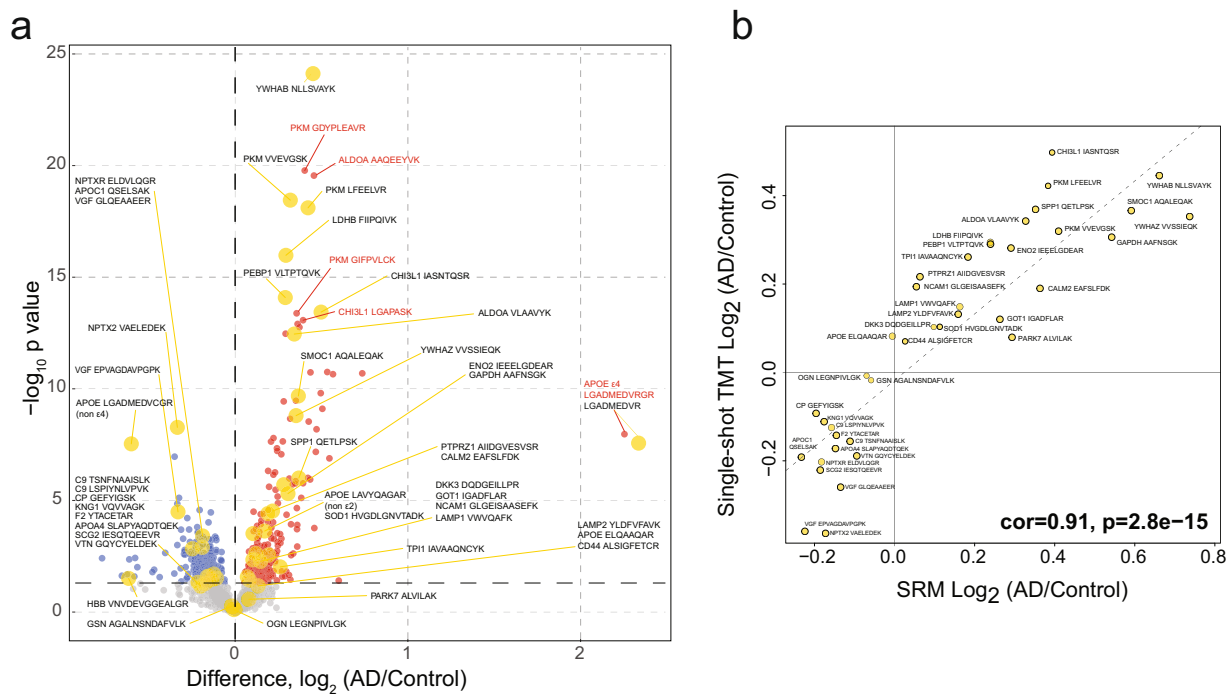 a
25
20
15
10
5
0
−log10 p value
YWHAB NLLSVAYK
PKM GDYPLEAVR
PKM VVEVGSK
ALDOA AAQEEYVK
NPTXR ELDVLQGR
APOC1 QSELSAK
VGF GLQEAAEER
PKM LFEELVR
LDHB FIIPQIVK
PKM GIFPVLCK
PEBP1 VLTPTQVK
CHI3L1 IASNTQSR
CHI3L1 LGAPASK
ALDOA VLAAVYK
NPTX2 VAELEDEK
SMOC1 AQALEQAK
YWHAZ VVSSIEQK
ENO2 IEEELGDEAR
GAPDH AAFNSGK
VGF EPVAGDAVPGPK
APOE ε4
LGADMEDVRGR
LGADMEDVR
APOE LGADMEDVCGR
(non ε4)
SPP1 QETLPSK
PTPRZ1 AIIDGVESVSR
CALM2 EAFSLFDK
C9 TSNFNAAISLK
C9 LSPIYNLVPVK
CP GEFYIGSK
KNG1 VQVVAGK
F2 YTACETAR
APOA4 SLAPYAQDTQEK
SCG2 IESQTQEEVR
VTN GQYCYELDEK
APOE LAVYQAGAR
(non ε2)
SOD1 HVGDLGNVTADK
DKK3 DQDGEILLPR
GOT1 IGADFLAR
NCAM1 GLGEISAASEFK
LAMP1 VWVQAFK
LAMP2 YLDFVFAVK
APOE ELQAAQAR
CD44 ALSIGFETCR
TPI1 IAVAAQNCYK
HBB VNVDEVGGEALGR
PARK7 ALVILAK
GSN AGALNSNDAFVLK
OGN LEGNPIVLGK
0 1 2
Difference, log2 (AD/Control)
b
0.4
0.2
0.0
−0.2
Single-shot TMT Log2 (AD/Control)
CHI3L1 IASNTQSR
PKM LFEELVR
YWHAB NLLSVAYK
SPP1 QETLPSK
SMOC1 AQALEQAK
ALDOA VLAAVYK
YWHAZ VVSSIEQK
PKM VVEVGSK
LDHB FIIPQIVK
GAPDH AAFNSGK
PEBP1 VLTPTQVK
ENO2 IEEELGDEAR
TPI1 IAVAAQNCYK
PTPRZ1 AIIDGVESVSR
NCAM1 GLGEISAASEFK
CALM2 EAFSLFDK
LAMP1 VWVQAFK
LAMP2 YLDFVFAVK
GOT1 IGADFLAR
DKK3 DQDGEILLPR
SOD1 HVGDLGNVTADK
APOE ELQAAQAR
CD44 ALSIGFETCR
PARK7 ALVILAK
OGN LEGNPIVLGK
GSN AGALNSNDAFVLK
CP GEFYIGSK
KNG1 VQVVAGK
C9 LSPIYNLVPVK
F2 YTACETAR
APOC1
QSELSAK
C9 TSNFNAAISLK
APOA4 SLAPYAQDTQEK
VTN GQYCYELDEK
NPTXR ELDVLQGR
SCG2 IESQTQEEVR
VGF GLQEAAEER
VGF EPVAGDAVPGPK
NPTX2 VAELEDEK
cor=0.91, p=2.8e−15
−0.2 0.0 0.2 0.4 0.6 0.8
SRM Log2 (AD/Control)